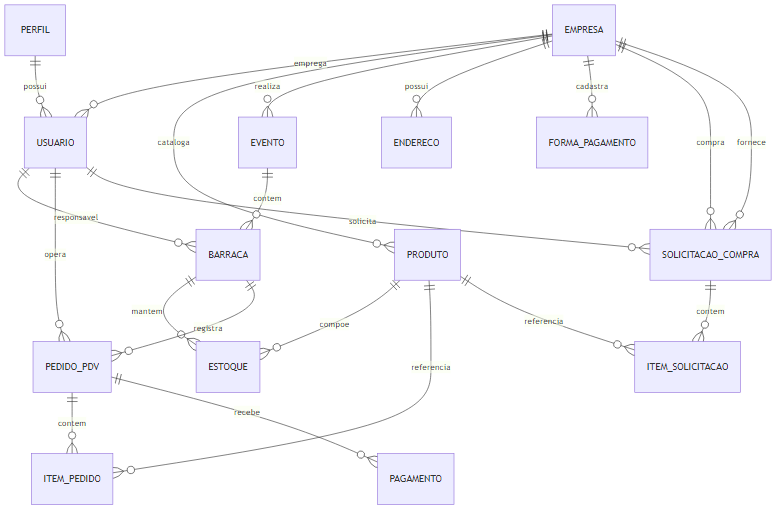 PERFIL
EMPRESA
emprega
possui
realiza
possui
cadastra
USUARIO
EVENTO
ENDERECO
FORMA_PAGAMENTO
cataloga
compra
fornece
contem
responsavel
solicita
opera
BARRACA
PRODUTO
SOLICITACAO_COMPRA
mantem
registra
compoe
referencia
contem
PEDIDO_PDV
ESTOQUE
referencia
ITEM_SOLICITACAO
contem
recebe
ITEM_PEDIDO
PAGAMENTO